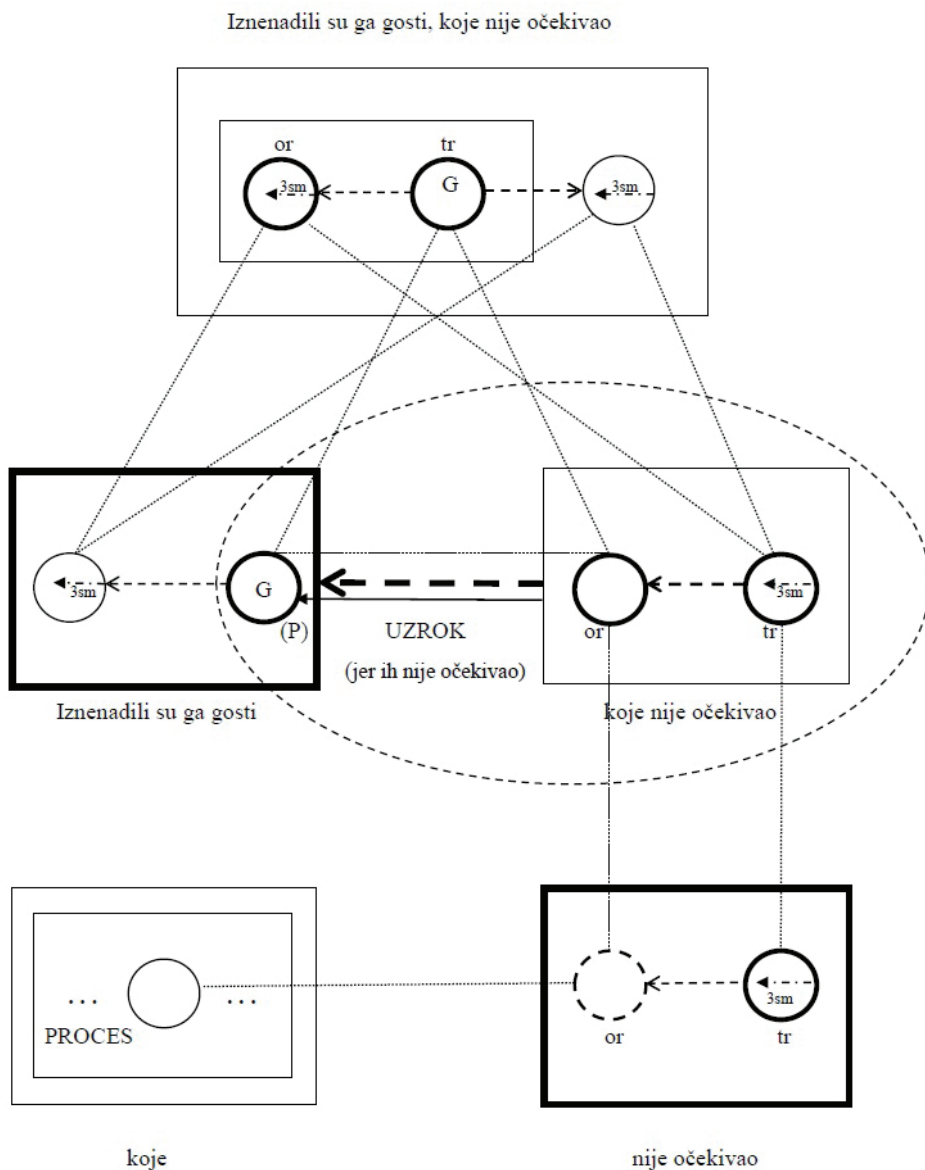 Iznenadili su ga gosti, koje nije očekivao
or tr
3sm G 3sm
3sm G or 3sm
(P) UZROK tr
(jer ih nije očekivao)
Iznenadili su ga gosti koje nije očekivao
... ... 3sm
PROCES or tr
koje nije očekivao